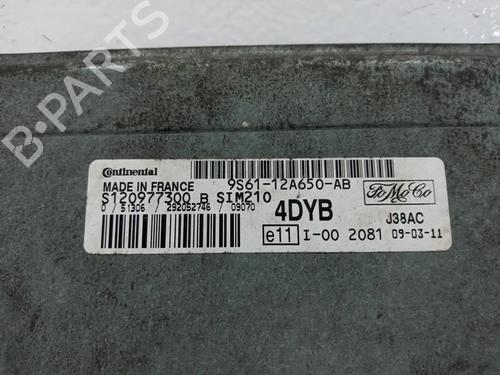 B-PARTS
Continental
MADE IN FRANCE
9S61-12A650-AB
S120977300 B SIM210
0 / 51306 / 292052746 / 09070
4DYB
FoMoCo
J38AC
e11 I-00 2081 09-03-11